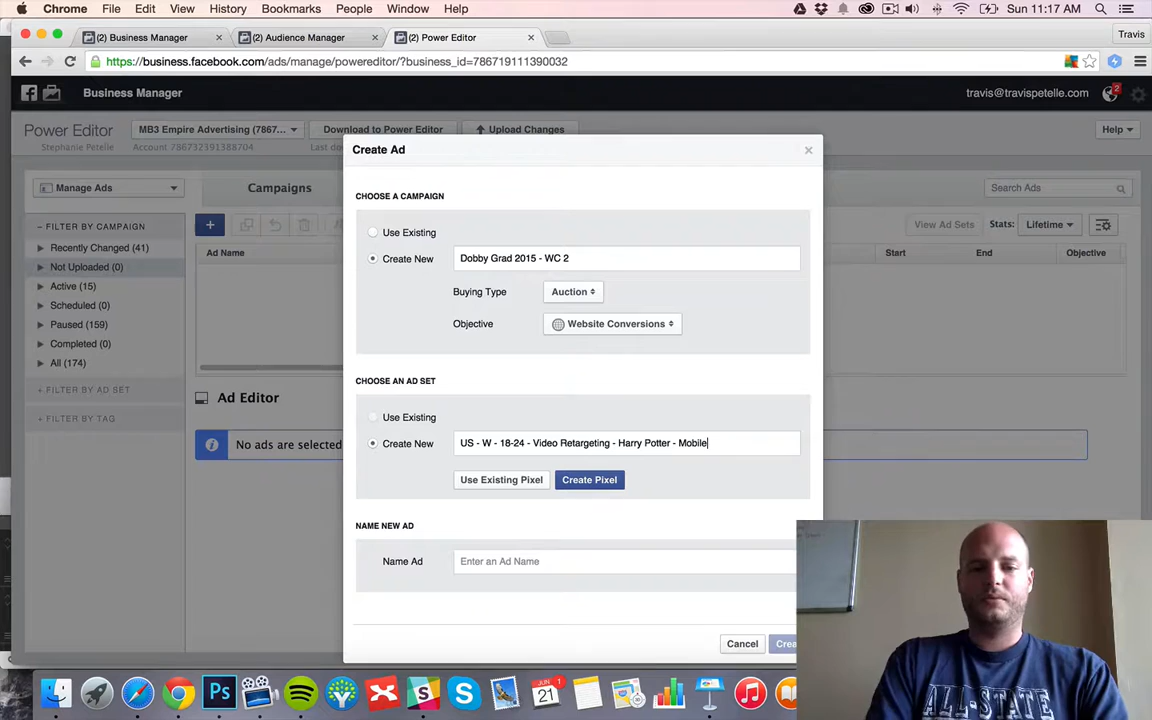 Chrome File Edit View History Bookmarks People Window Help Sun 11:17 AM
(2) Business Manager (2) Audience Manager (2) Power Editor Travis
https://business.facebook.com/ads/manage/powereditor/?business_id=786719111390032
Business Manager travis@travispetelle.com 2
Power Editor MB3 Empire Advertising (7867... Download to Power Editor Upload Changes Help
Stephanie Petelle Account 786732391388704
Create Ad
Manage Ads Campaigns Search Ads
CHOOSE A CAMPAIGN
FILTER BY CAMPAIGN View Ad Sets Stats: Lifetime
Use Existing
Recently Changed (41) Ad Name Start End Objective
Create New Dobby Grad 2015 - WC 2
Not Uploaded (0)
Active (15) Buying Type Auction
Scheduled (0)
Paused (159) Objective Website Conversions
Completed (0)
All (174)
CHOOSE AN AD SET
+ FILTER BY AD SET Ad Editor
+ FILTER BY TAG Use Existing
No ads are selected Create New US - W - 18-24 - Video Retargeting - Harry Potter - Mobile
Use Existing Pixel Create Pixel
NAME NEW AD
Name Ad Enter an Ad Name
Cancel Crea
JUN 21 1
ALL-STATE